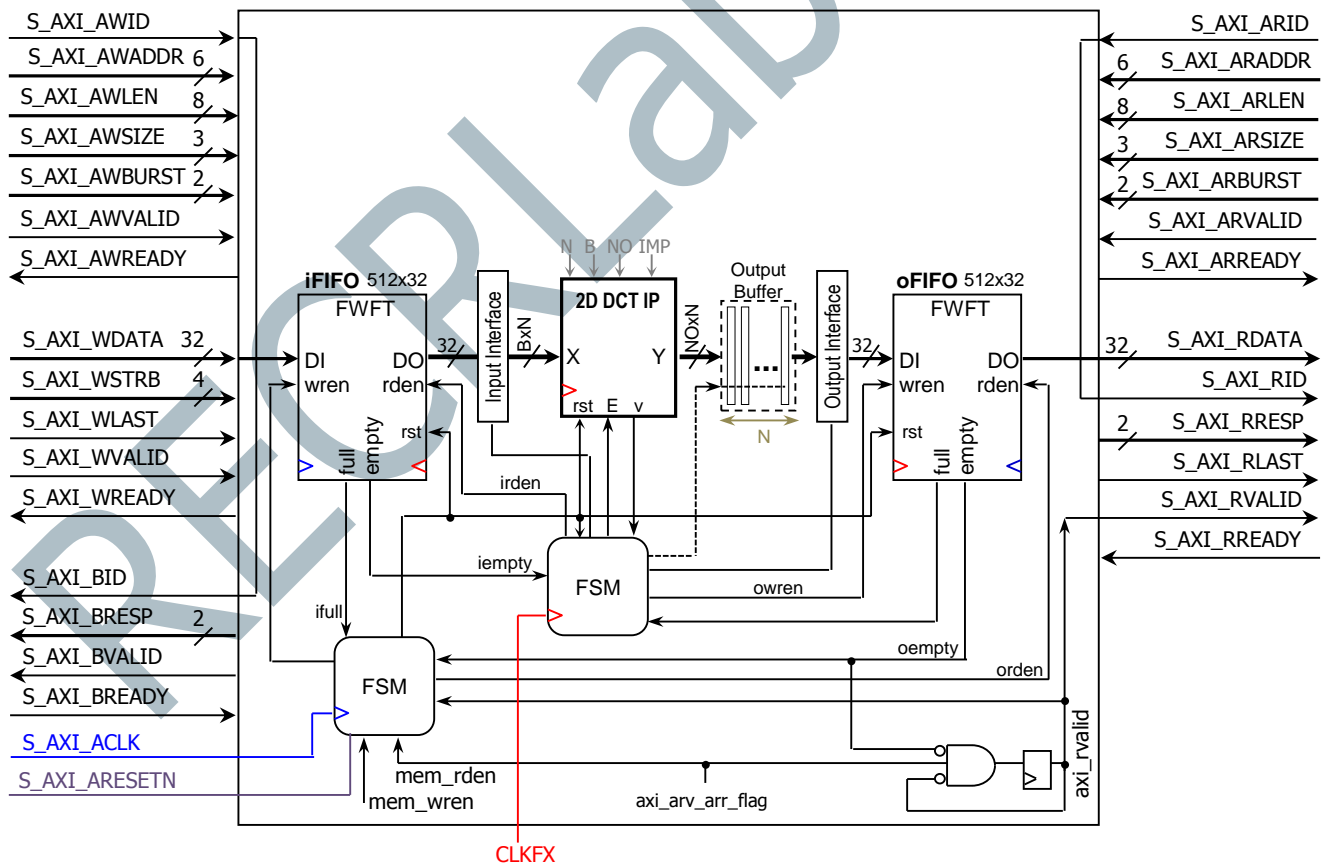 S_AXI_AWID
S_AXI_AWADDR 6
S_AXI_AWLEN 8
S_AXI_AWSIZE 3
S_AXI_AWBURST 2
S_AXI_AWVALID
S_AXI_AWREADY
S_AXI_WDATA 32
S_AXI_WSTRB 4
S_AXI_WLAST
S_AXI_WVALID
S_AXI_WREADY
S_AXI_BID
S_AXI_BRESP 2
S_AXI_BVALID
S_AXI_BREADY
S_AXI_ACLK
S_AXI_ARESETN
RECRLab
iFIFO 512x32
FWFT
DI
DO
wren
rden
rst
full
empty
32
Input Interface
BxN
N B NO IMP
2D DCT IP
X
Y
rst E v
NOxN
Output
Buffer
...
N
Output Interface
32
oFIFO 512x32
FWFT
DI
DO
wren
rden
rst
full
empty
irden
iempty
FSM
owren
ifull
oempty
orden
FSM
mem_rden
mem_wren
axi_arv_arr_flag
axi_rvalid
CLKFX
S_AXI_ARID
6 S_AXI_ARADDR
8 S_AXI_ARLEN
3 S_AXI_ARSIZE
2 S_AXI_ARBURST
S_AXI_ARVALID
S_AXI_ARREADY
32 S_AXI_RDATA
S_AXI_RID
2 S_AXI_RRESP
S_AXI_RLAST
S_AXI_RVALID
S_AXI_RREADY